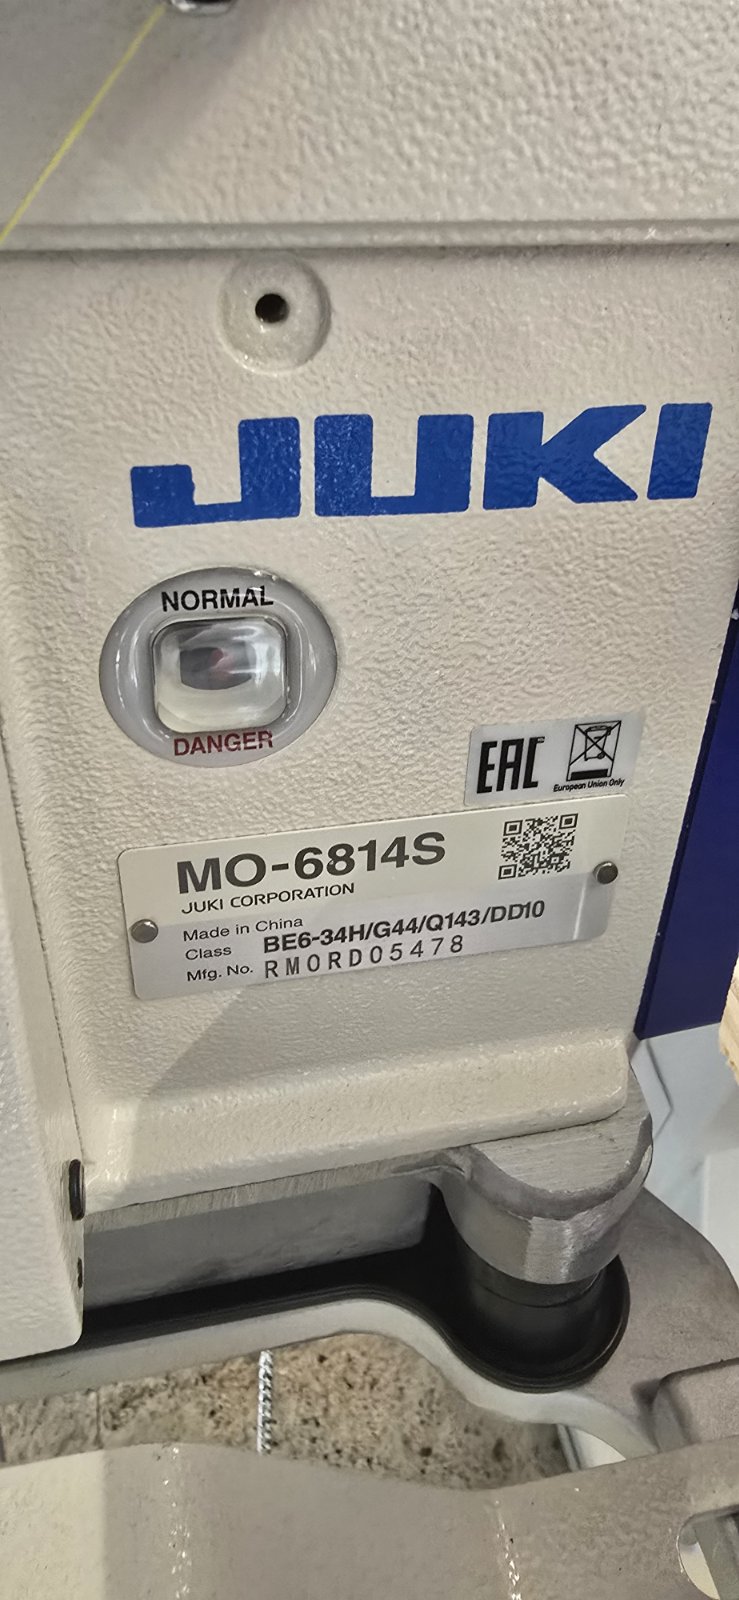 JUKI
NORMAL
DANGER
EAC
European Union Only
MO-6814S
JUKI CORPORATION
Made in China
Class BE6-34H/G44/Q143/DD10
Mfg. No. RM0RD05478